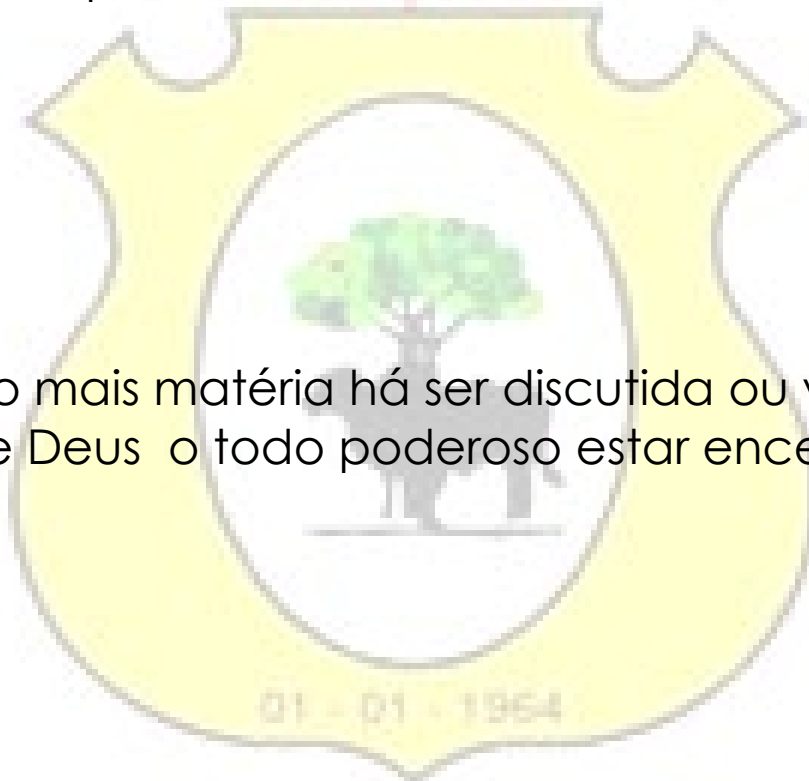 o mais matéria há ser discutida ou
e Deus o todo poderoso estar ence
01 - 01 - 1964